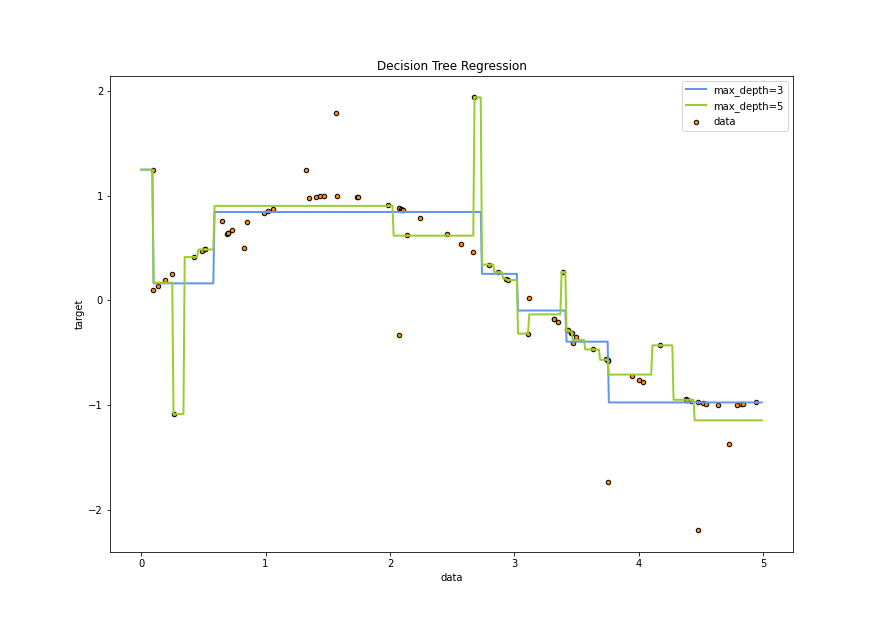 Decision Tree Regression
max_depth=3
max_depth=5
data
target
2
1
0
−1
−2
0
1
2
3
4
5
data